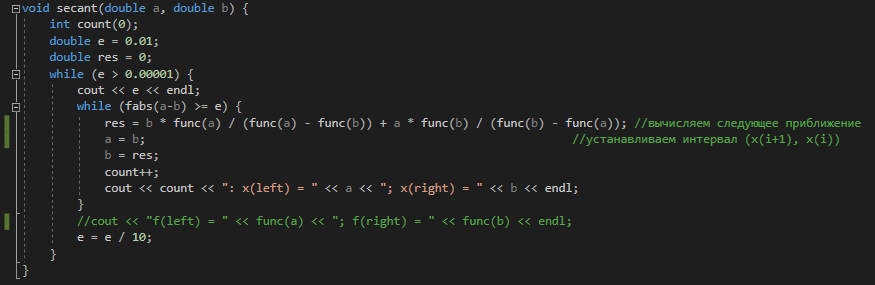 void secant(double a, double b) {
int count(0);
double e = 0.01;
double res = 0;
while (e > 0.00001) {
cout << e << endl;
while (fabs(a-b) >= e) {
res = b * func(a) / (func(a) - func(b)) + a * func(b) / (func(b) - func(a)); //вычисляем следующее приближение
a = b; //устанавливаем интервал (x(i+1), x(i))
b = res;
count++;
cout << count << ": x(left) = " << a << "; x(right) = " << b << endl;
}
//cout << "f(left) = " << func(a) << "; f(right) = " << func(b) << endl;
e = e / 10;
}
}